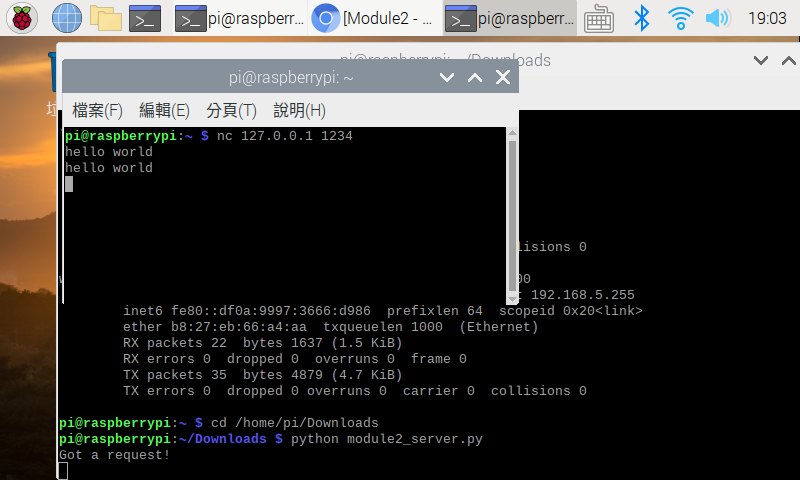 pi@raspberr...
[Module2 - ...
pi@raspberr...
19:03
/Downloads
pi@raspberrypi: ~
檔案(F) 編輯(E) 分頁(T) 說明(H)
pi@raspberrypi:~ $ nc 127.0.0.1 1234
hello world
hello world
lisions 0
00
192.168.5.255
inet6 fe80::df0a:9997:3666:d986 prefixlen 64 scopeid 0x20<link>
ether b8:27:eb:66:a4:aa txqueuelen 1000 (Ethernet)
RX packets 22 bytes 1637 (1.5 KiB)
RX errors 0 dropped 0 overruns 0 frame 0
TX packets 35 bytes 4879 (4.7 KiB)
TX errors 0 dropped 0 overruns 0 carrier 0 collisions 0
pi@raspberrypi:~ $ cd /home/pi/Downloads
pi@raspberrypi:~/Downloads $ python module2_server.py
Got a request!